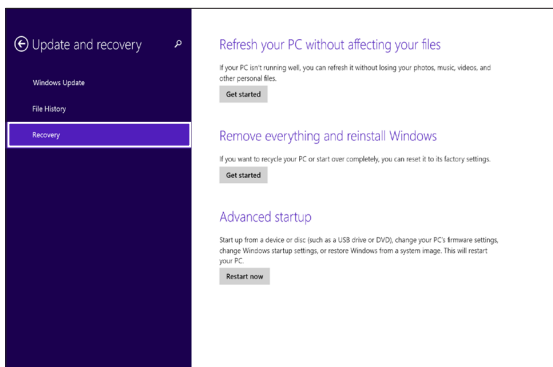 Update and recovery
Windows Update
File History
Recovery
Refresh your PC without affecting your files
If your PC isn't running well, you can refresh it without losing your photos, music, videos, and
other personal files.
Get started
Remove everything and reinstall Windows
If you want to recycle your PC or start over completely, you can reset it to its factory settings.
Get started
Advanced startup
Start up from a device or disc (such as a USB drive or DVD), change your PC's firmware settings,
change Windows startup settings, or restore Windows from a system image. This will restart
your PC.
Restart now